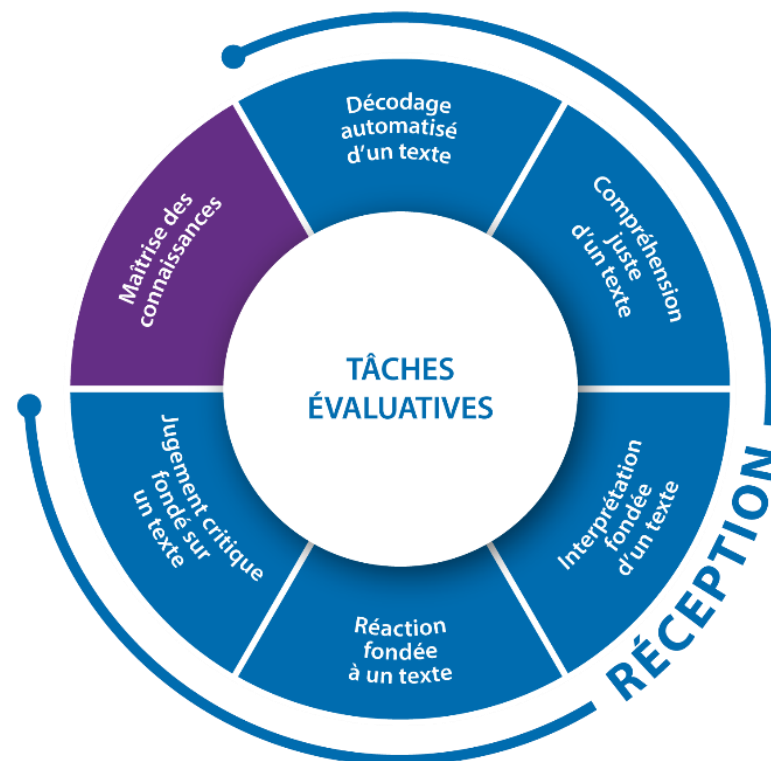 Décodage
automatisé
d'un texte
Compréhension
juste
d'un texte
Interprétation
fondée
d'un texte
Réaction
fondée
à un texte
Jugement critique
fondé sur
un texte
Maîtrise des
connaissances
TÂCHES
ÉVALUATIVES
RÉCEPTION